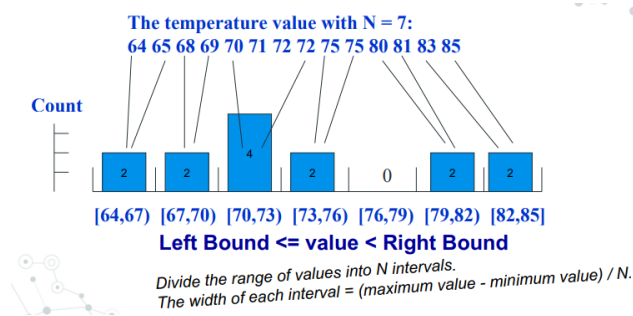 The temperature value with N = 7:
64 65 68 69 70 71 72 72 75 75 80 81 83 85
Count
2 2 4 2 0 2 2
[64,67) [67,70) [70,73) [73,76) [76,79) [79,82) [82,85]
Left Bound <= value < Right Bound
Divide the range of values into N intervals.
The width of each interval = (maximum value - minimum value) / N.